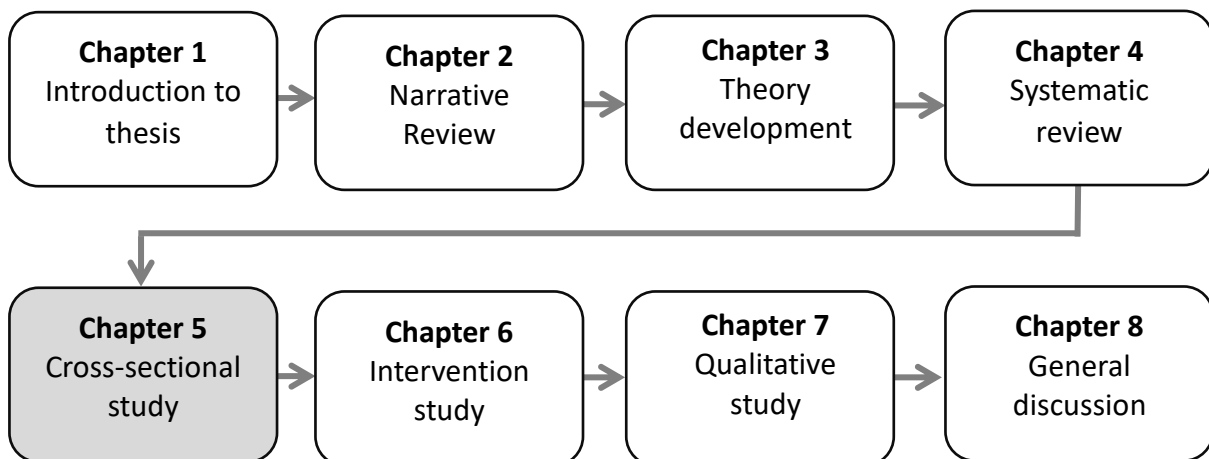 Chapter 1
Introduction to
thesis
Chapter 2
Narrative
Review
Chapter 3
Theory
development
Chapter 4
Systematic
review
Chapter 5
Cross-sectional
study
Chapter 6
Intervention
study
Chapter 7
Qualitative
study
Chapter 8
General
discussion